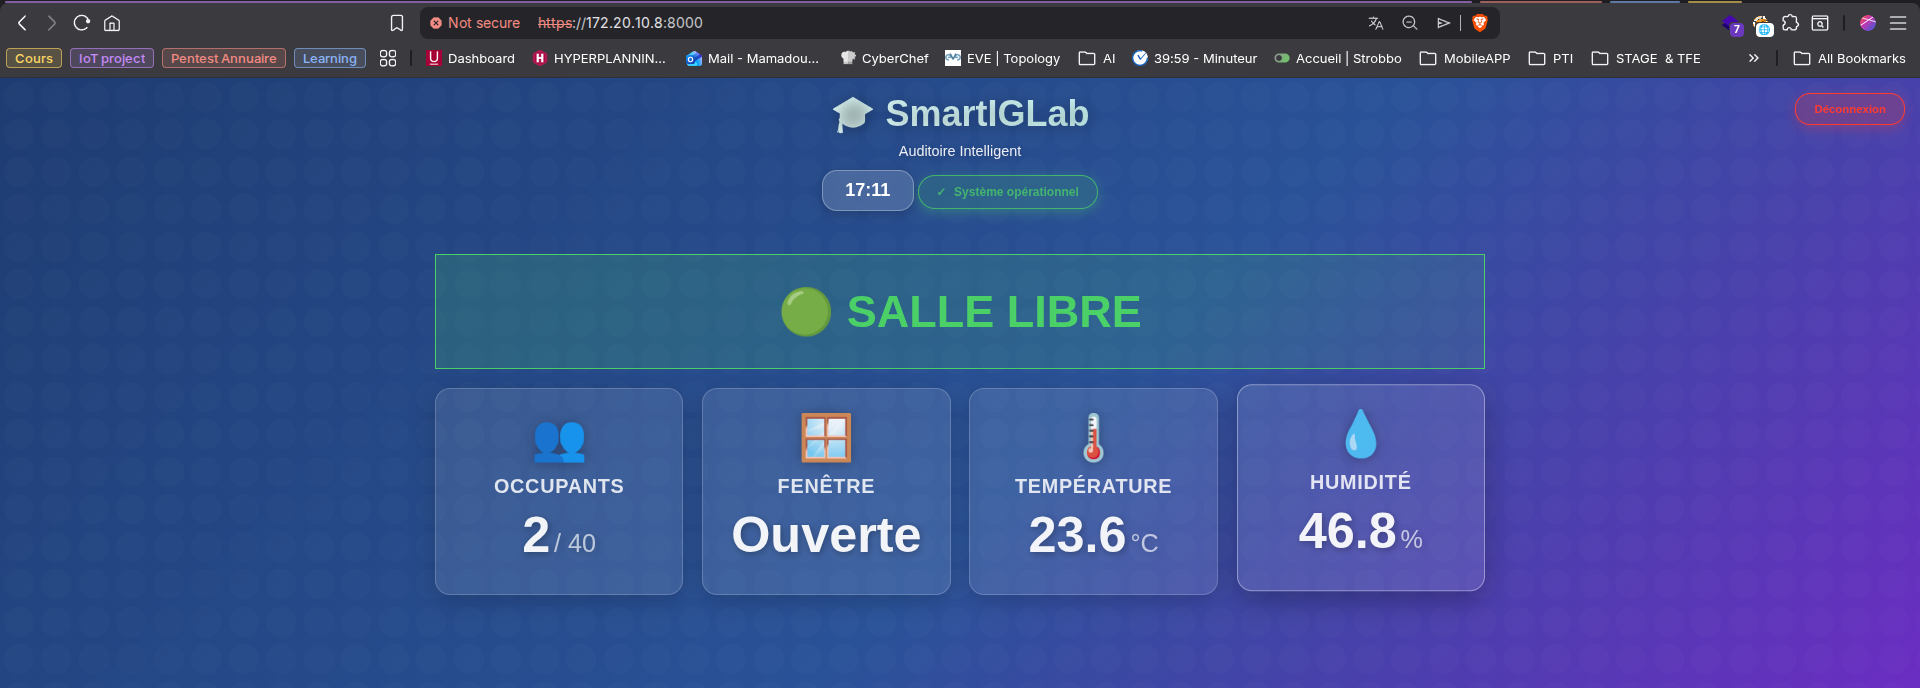 Not secure https://172.20.10.8:8000
7
Cours IoT project Pentest Annuaire Learning Dashboard HYPERPLANNIN... Mail - Mamadou... CyberChef EVE | Topology AI 39:59 - Minuteur Accueil | Strobbo MobileAPP PTI STAGE & TFE » All Bookmarks
SmartIGLab
Déconnexion
Auditoire Intelligent
17:11 ✓ Système opérationnel
SALLE LIBRE
OCCUPANTS
2 / 40
FENÊTRE
Ouverte
TEMPÉRATURE
23.6 °C
HUMIDITÉ
46.8 %